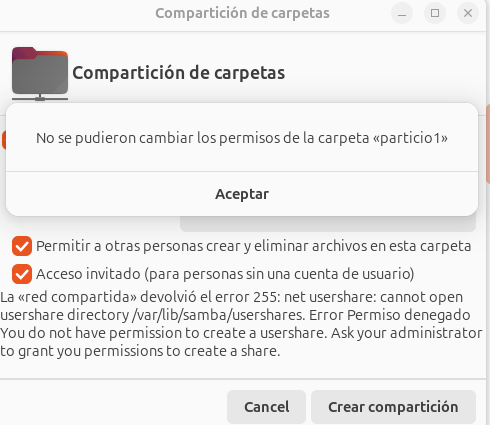 Compartición de carpetas
Compartición de carpetas
No se pudieron cambiar los permisos de la carpeta «particio1»
Aceptar
Permitir a otras personas crear y eliminar archivos en esta carpeta
Acceso invitado (para personas sin una cuenta de usuario)
La «red compartida» devolvió el error 255: net usershare: cannot open
usershare directory /var/lib/samba/usershares. Error Permiso denegado
You do not have permission to create a usershare. Ask your administrator
to grant you permissions to create a share.
Cancel
Crear compartición